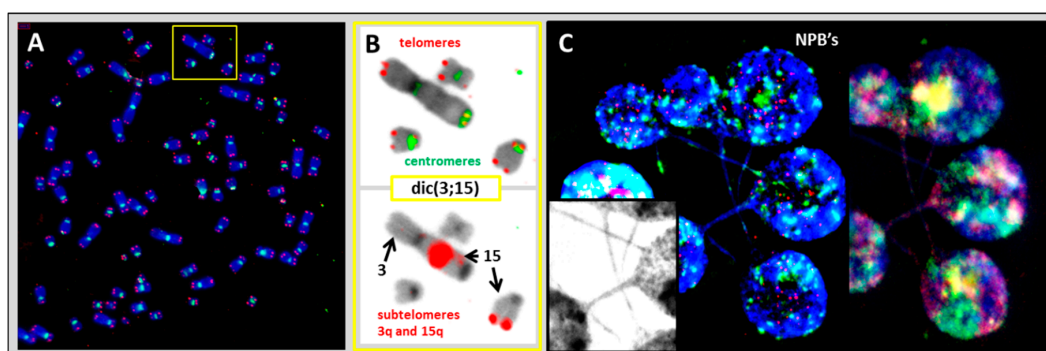 A
B
telomeres
centromeres
dic(3;15)
3
15
subtelomeres
3q and 15q
C
NPB's